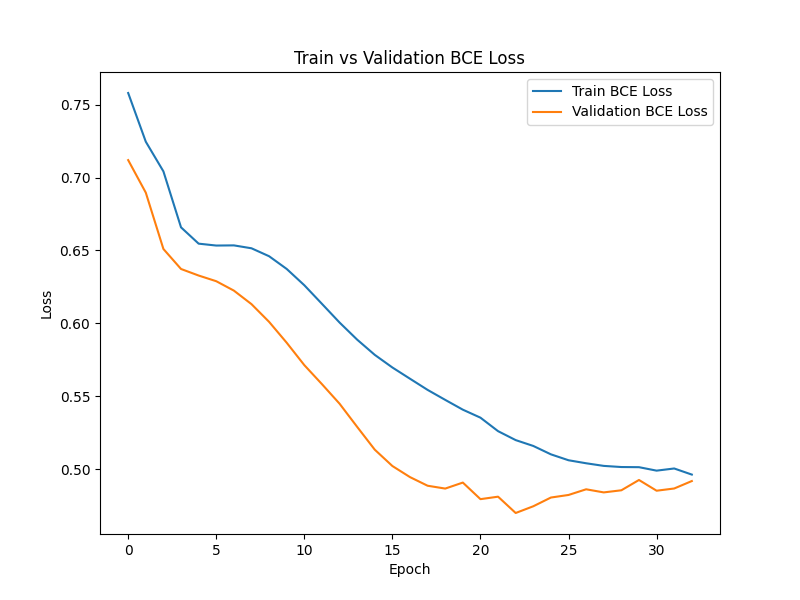 Train vs Validation BCE Loss
Train BCE Loss
Validation BCE Loss
0.75
0.70
0.65
0.60
0.55
0.50
Loss
0 5 10 15 20 25 30
Epoch